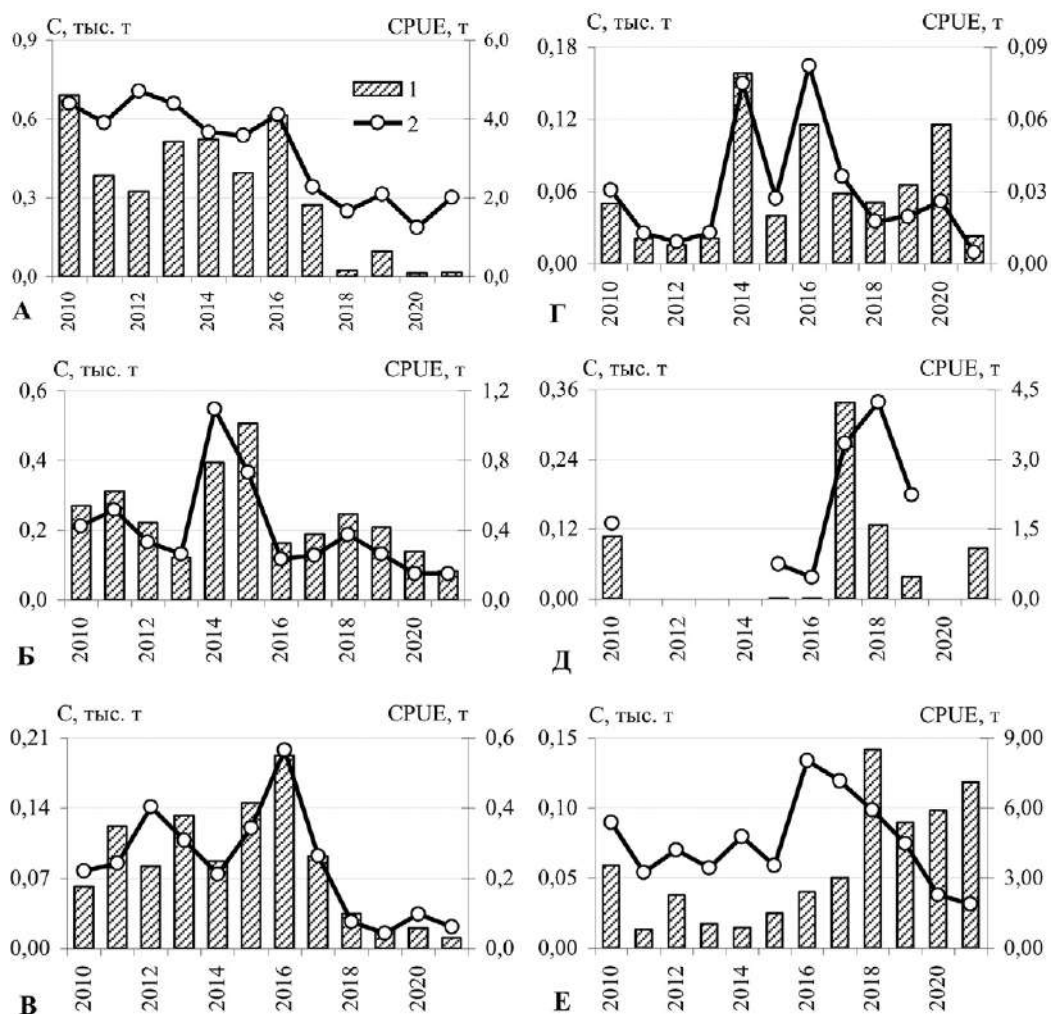 C, тыс. т CPUE, т
0,9 6,0
0,6 4,0
0,3 2,0
0,0 0,0
1
2
2010 2012 2014 2016 2018 2020
А
C, тыс. т CPUE, т
0,18 0,09
0,12 0,06
0,06 0,03
0,00 0,00
2010 2012 2014 2016 2018 2020
Г
C, тыс. т CPUE, т
0,6 1,2
0,4 0,8
0,2 0,4
0,0 0,0
2010 2012 2014 2016 2018 2020
Б
C, тыс. т CPUE, т
0,36 4,5
0,24 3,0
0,12 1,5
0,00 0,0
2010 2012 2014 2016 2018 2020
Д
C, тыс. т CPUE, т
0,21 0,6
0,14 0,4
0,07 0,2
0,00 0,0
2010 2012 2014 2016 2018 2020
В
C, тыс. т CPUE, т
0,15 9,00
0,10 6,00
0,05 3,00
0,00 0,00
2010 2012 2014 2016 2018 2020
Е